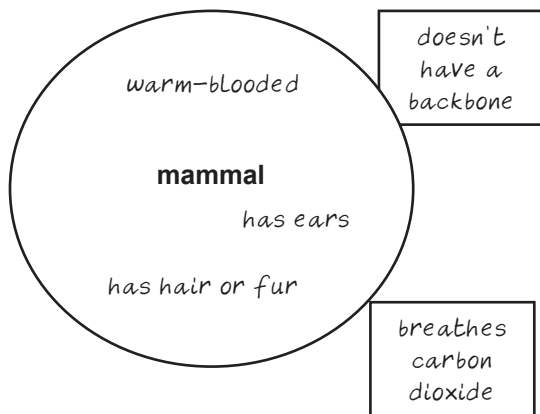 warm-blooded
mammal
has ears
has hair or fur
doesn't
have a
backbone
breathes
carbon
dioxide